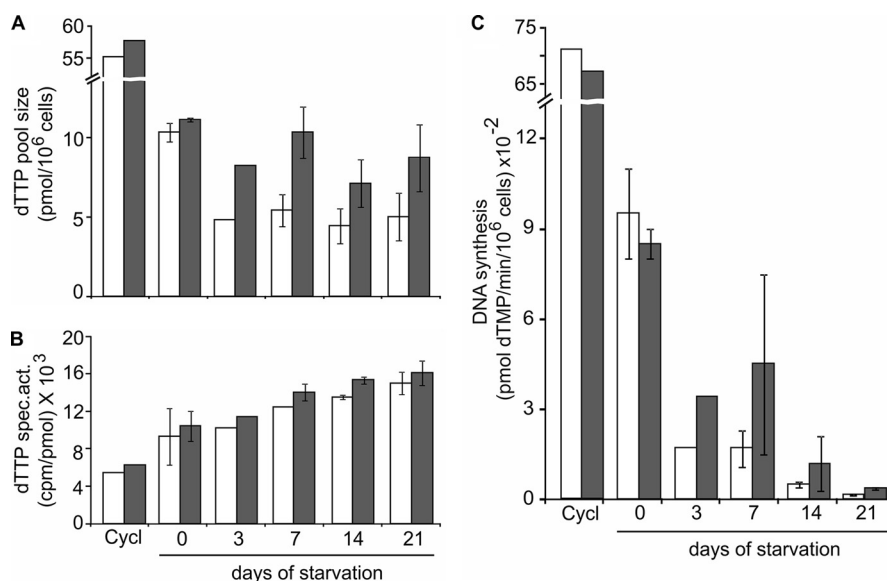 A
dTTP pool size
(pmol/10^6 cells)
60
55
10
5
0
B
dTTP spec.act.
(cpm/pmol) X 10^3
20
16
12
8
4
0
Cycl 0 3 7 14 21
days of starvation
C
DNA synthesis
(pmol dTMP/min/10^6 cells) x10^-2
75
65
12
9
6
3
0
Cycl 0 3 7 14 21
days of starvation